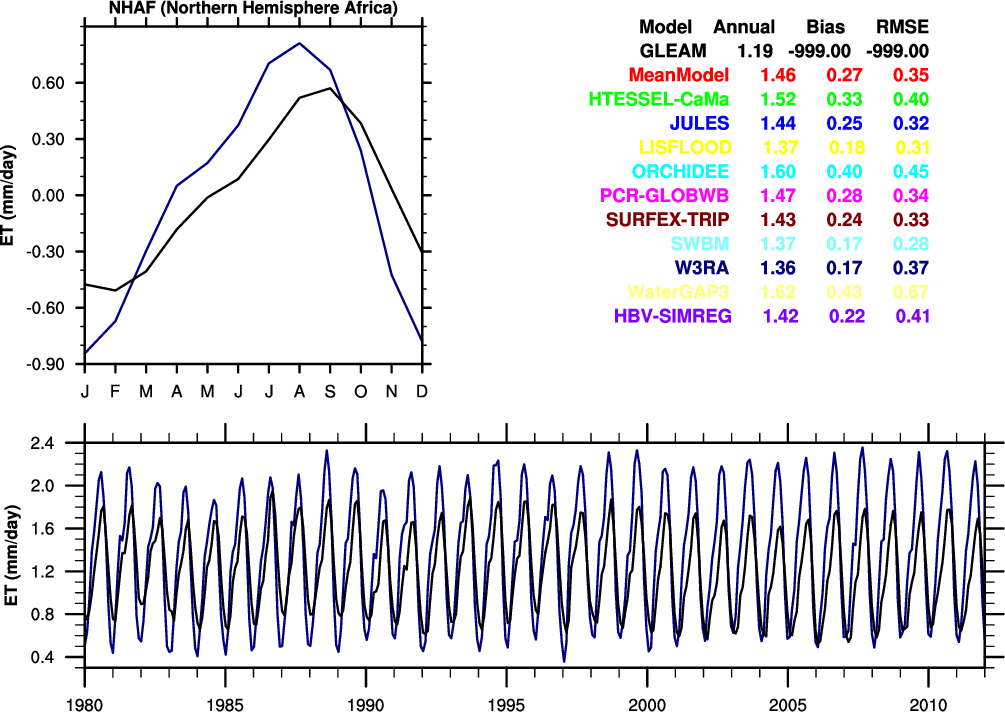 NHAF (Northern Hemisphere Africa)
ET (mm/day)
0.60
0.30
0.00
-0.30
-0.60
-0.90
J F M A M J J A S O N D
Model Annual Bias RMSE
GLEAM 1.19 -999.00 -999.00
MeanModel 1.46 0.27 0.35
HTESSEL-CaMa 1.52 0.33 0.40
JULES 1.44 0.25 0.32
LISFLOOD 1.37 0.18 0.31
ORCHIDEE 1.60 0.40 0.45
PCR-GLOBWB 1.47 0.28 0.34
SURFEX-TRIP 1.43 0.24 0.33
SWBM 1.37 0.17 0.28
W3RA 1.36 0.17 0.37
WaterGAP3 1.62 0.43 0.67
HBV-SIMREG 1.42 0.22 0.41
ET (mm/day)
2.4
2.0
1.6
1.2
0.8
0.4
1980 1985 1990 1995 2000 2005 2010